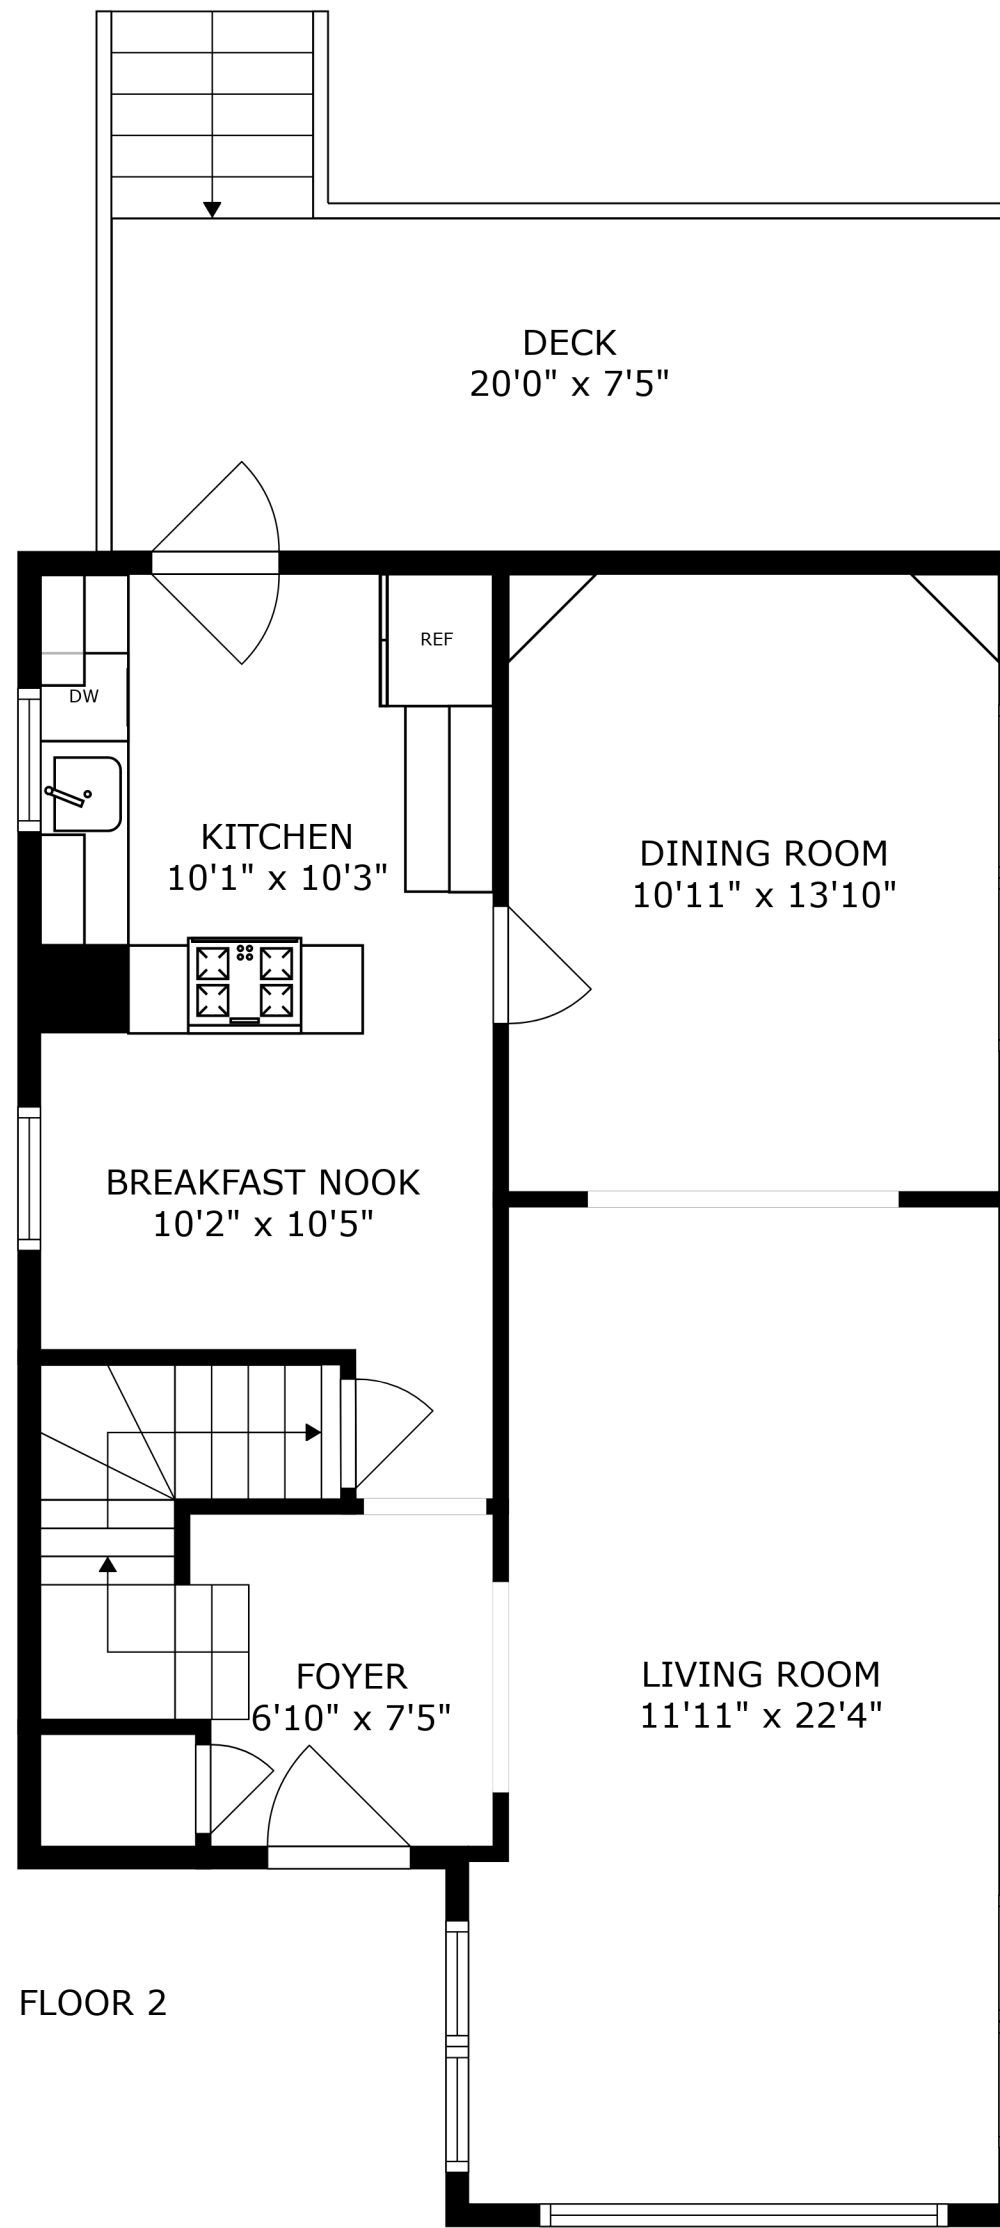 DECK
20'0" x 7'5"
REF
DW
KITCHEN
10'1" x 10'3"
DINING ROOM
10'11" x 13'10"
BREAKFAST NOOK
10'2" x 10'5"
FOYER
6'10" x 7'5"
LIVING ROOM
11'11" x 22'4"
FLOOR 2